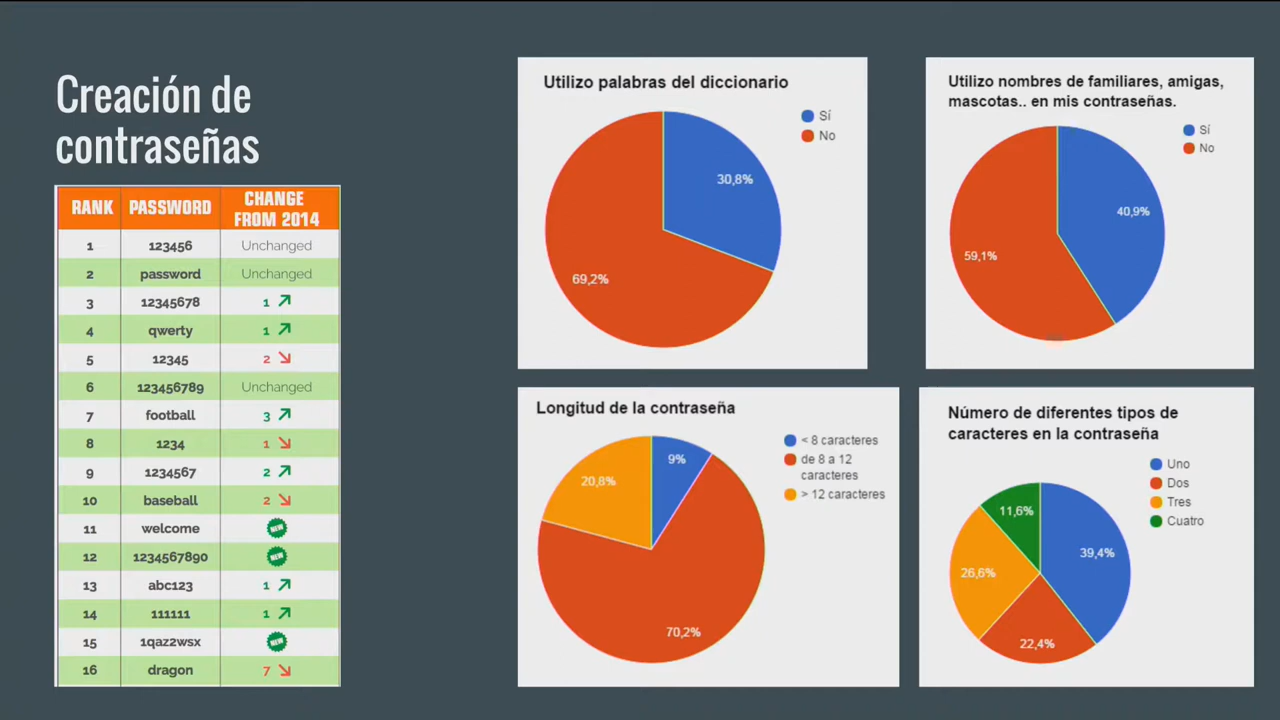 Creación de
contraseñas
RANK PASSWORD CHANGE FROM 2014
1 123456 Unchanged
2 password Unchanged
3 12345678 1
4 qwerty 1
5 12345 2
6 123456789 Unchanged
7 football 3
8 1234 1
9 1234567 2
10 baseball 2
11 welcome NEW
12 1234567890 NEW
13 abc123 1
14 111111 1
15 1qaz2wsx NEW
16 dragon 7
Utilizo palabras del diccionario
Sí
No
30,8%
69,2%
Utilizo nombres de familiares, amigas,
mascotas.. en mis contraseñas.
Sí
No
40,9%
59,1%
Longitud de la contraseña
< 8 caracteres
de 8 a 12
caracteres
> 12 caracteres
9%
20,8%
70,2%
Número de diferentes tipos de
caracteres en la contraseña
Uno
Dos
Tres
Cuatro
11,6%
39,4%
26,6%
22,4%